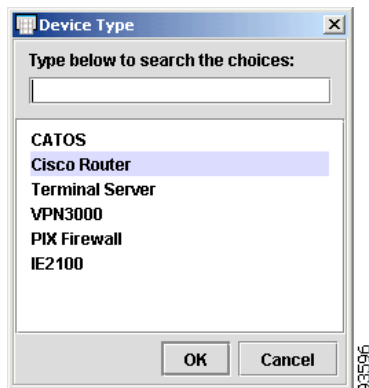 Device Type
Type below to search the choices:
CATOS
Cisco Router
Terminal Server
VPN3000
PIX Firewall
IE2100
OK Cancel
93596